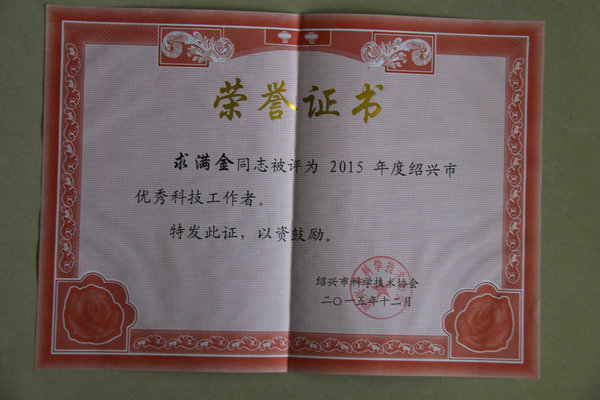 荣誉证书
求满金同志被评为 2015 年度绍兴市
优秀科技工作者。
特发此证，以资鼓励。
绍兴市科学技术协会
二〇一五年十二月